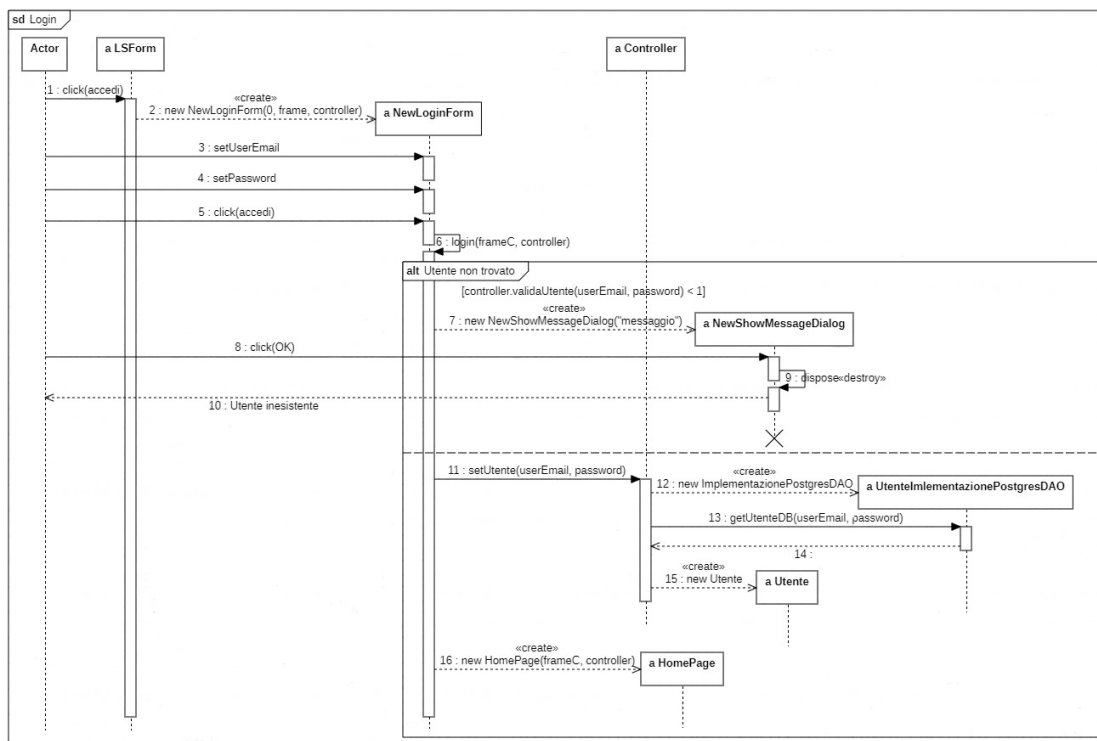 sd Login
Actor
a LSForm
a Controller
1 : click(accedi)
«create»
2 : new NewLoginForm(0, frame, controller)
a NewLoginForm
3 : setUserEmail
4 : setPassword
5 : click(accedi)
6 : login(frameC, controller)
alt Utente non trovato
[controller.validaUtente(userEmail, password) < 1]
«create»
7 : new NewShowMessageDialog("messaggio")
a NewShowMessageDialog
8 : click(OK)
9 : dispose«destroy»
10 : Utente inesistente
11 : setUtente(userEmail, password)
«create»
12 : new ImplementazionePostgresDAO
a UtenteImlementazionePostgresDAO
13 : getUtenteDB(userEmail, password)
14 :
«create»
15 : new Utente
a Utente
«create»
16 : new HomePage(frameC, controller)
a HomePage